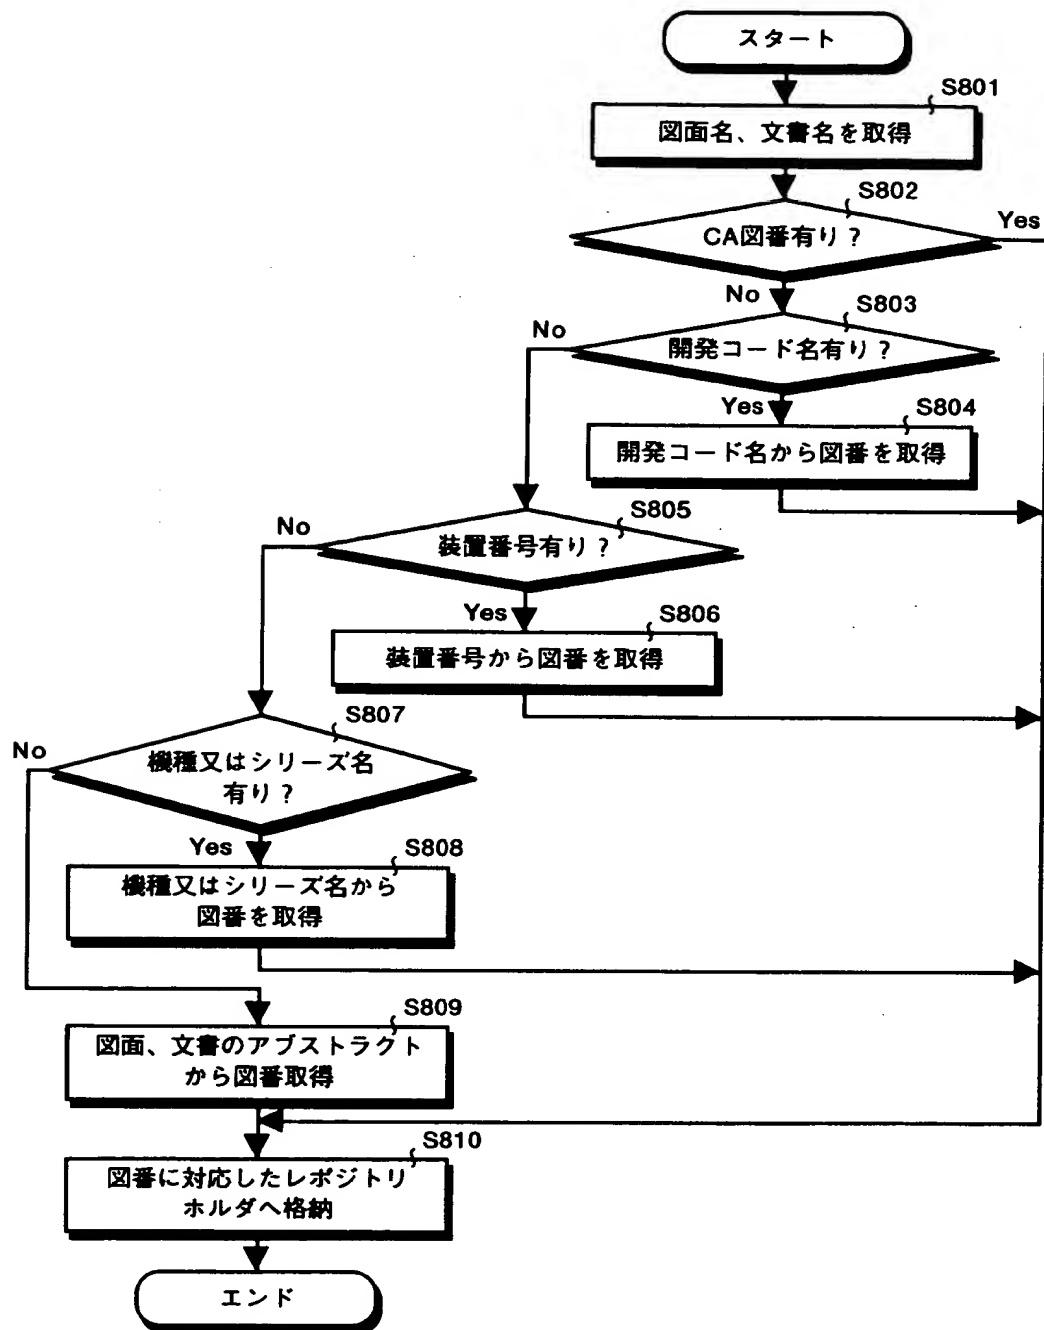 スタート
S801
図面名、文書名を取得
S802
CA図番有り？
Yes
No
S803
No
開発コード名有り？
Yes
S804
開発コード名から図番を取得
S805
No
装置番号有り？
Yes
S806
装置番号から図番を取得
S807
No
機種又はシリーズ名
有り？
Yes
S808
機種又はシリーズ名から
図番を取得
S809
図面、文書のアブストラクト
から図番取得
S810
図番に対応したレポジトリ
ホルダへ格納
エンド